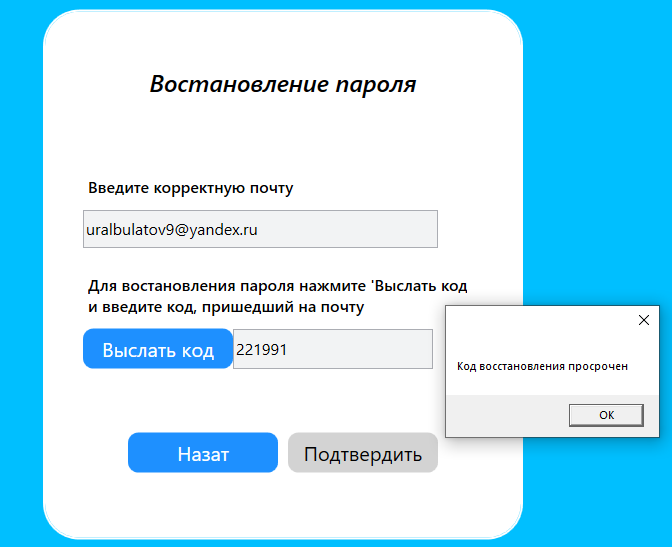 Востановление пароля
Введите корректную почту
uralbulatov9@yandex.ru
Для востановления пароля нажмите 'Выслать код
и введите код, пришедший на почту
Выслать код
221991
Код восстановления просрочен
OK
Назат
Подтвердить